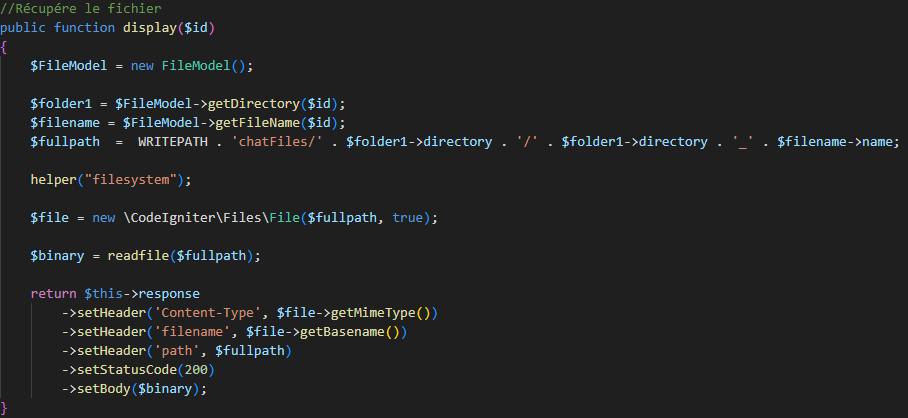 //Récupére le fichier
public function display($id)
{
    $FileModel = new FileModel();

    $folder1 = $FileModel->getDirectory($id);
    $filename = $FileModel->getFileName($id);
    $fullpath  =  WRITEPATH . 'chatFiles/' . $folder1->directory . '/' . $folder1->directory . '_' . $filename->name;

    helper("filesystem");

    $file = new \CodeIgniter\Files\File($fullpath, true);

    $binary = readfile($fullpath);

    return $this->response
        ->setHeader('Content-Type', $file->getMimeType())
        ->setHeader('filename', $file->getBasename())
        ->setHeader('path', $fullpath)
        ->setStatusCode(200)
        ->setBody($binary);
}